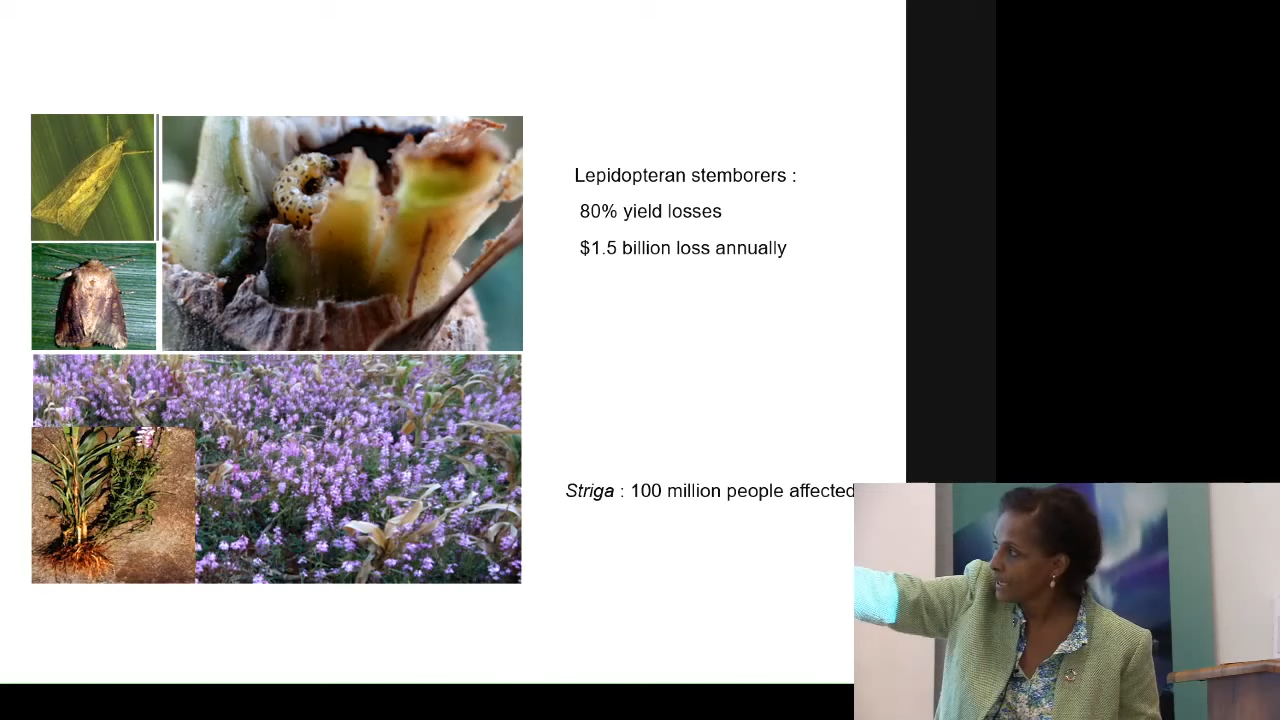 Lepidopteran stemborers :
80% yield losses
$1.5 billion loss annually
Striga : 100 million people affected